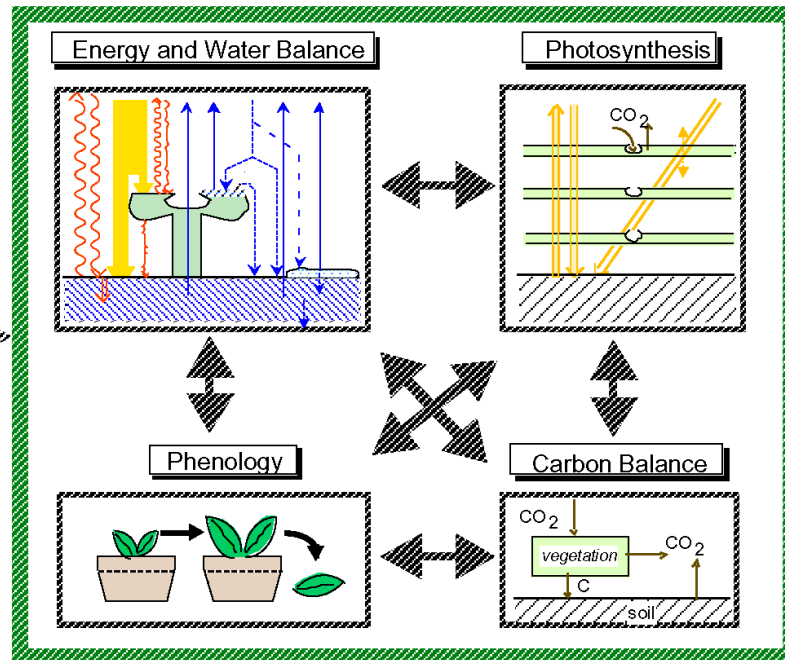 Energy and Water Balance
Photosynthesis
CO2
Phenology
Carbon Balance
CO2
vegetation
CO2
C
soil